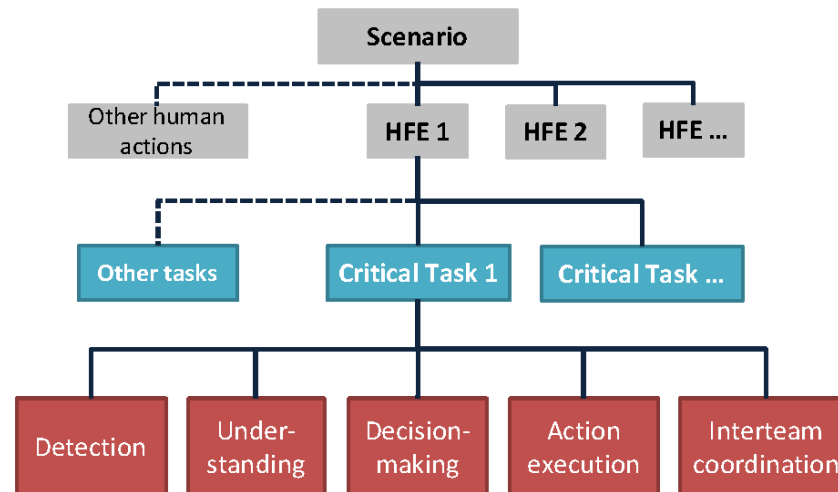 Scenario
Other human
actions
HFE 1
HFE 2
HFE ...
Other tasks
Critical Task 1
Critical Task ...
Detection
Under-
standing
Decision-
making
Action
execution
Interteam
coordination